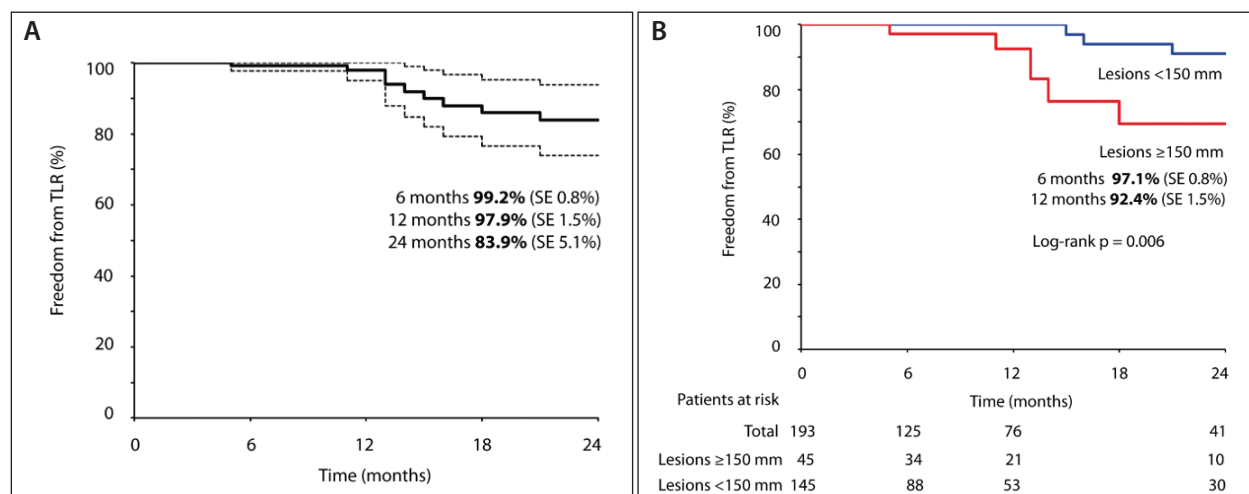 A
Freedom from TLR (%)
100
80
60
40
20
0
6 months 99.2% (SE 0.8%)
12 months 97.9% (SE 1.5%)
24 months 83.9% (SE 5.1%)
0 6 12 18 24
Time (months)
B
Freedom from TLR (%)
100
80
60
40
20
0
Lesions <150 mm
Lesions ≥150 mm
6 months 97.1% (SE 0.8%)
12 months 92.4% (SE 1.5%)
Log-rank p = 0.006
0 6 12 18 24
Time (months)
Patients at risk
Total 193 125 76 41
Lesions ≥150 mm 45 34 21 10
Lesions <150 mm 145 88 53 30